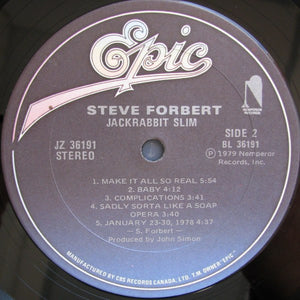 Epic
STEVE FORBERT
JACKRABBIT SLIM
JZ 36191
STEREO
SIDE 2
BL 36191
℗ 1979 Nemperor
Records, Inc.
1. MAKE IT ALL SO REAL 5:54
2. BABY 4:12
3. COMPLICATIONS 3:41
4. SADLY SORTA LIKE A SOAP
OPERA 3:40
5. JANUARY 23-30, 1978 4:37
– S. Forbert –
Produced by John Simon
MANUFACTURED BY CBS RECORDS CANADA, LTD. T.M. OWNER "EPIC"